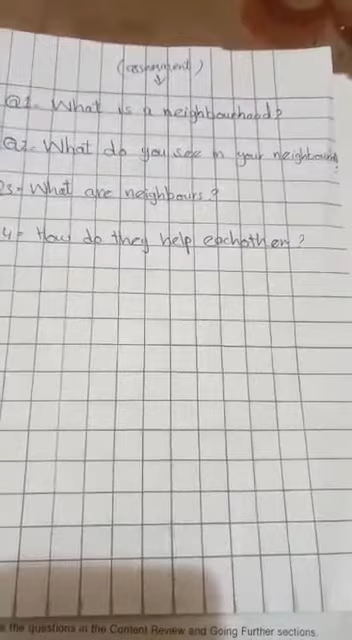 (assignment)
Q1- What is a neighbourhood?
Q2- What do you see in your neighbourhood
Q3- What are neighbours?
4- How do they help eachother?
the questions in the Content Review and Going Further sections.